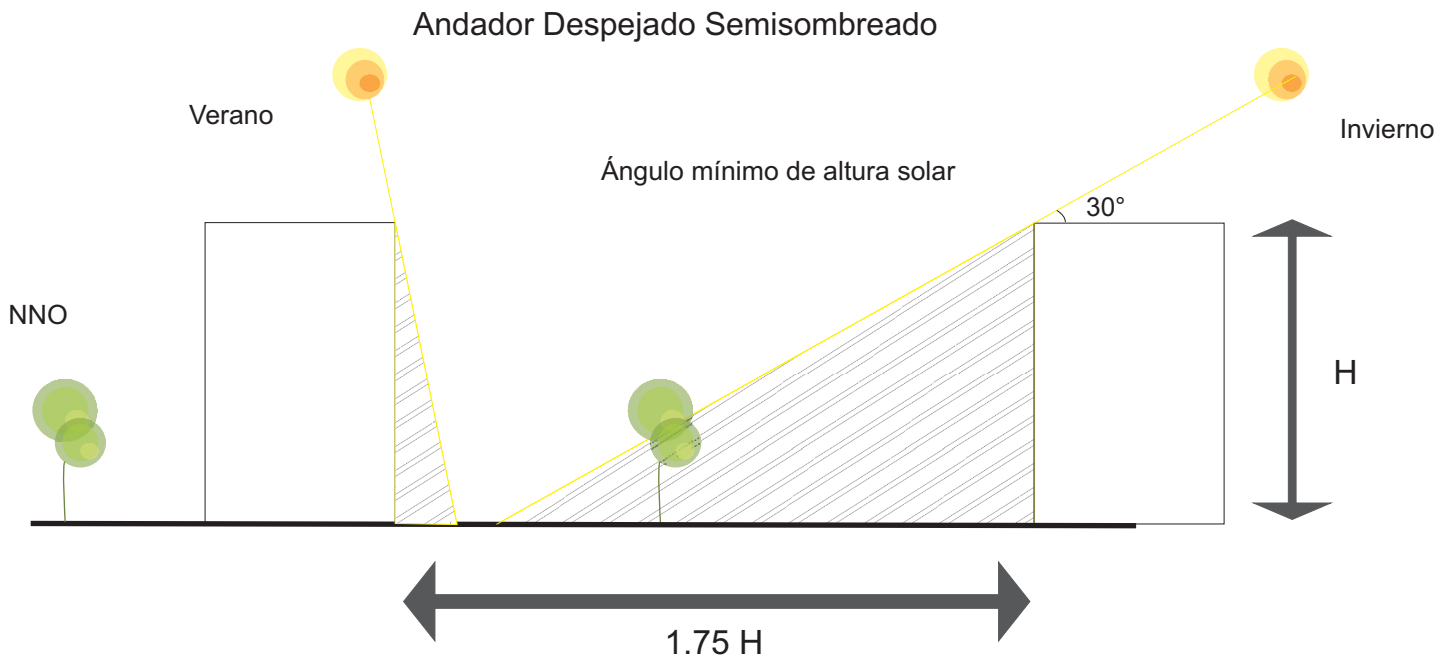 Andador Despejado Semisombreado
Verano
Invierno
Ángulo mínimo de altura solar
30°
NNO
H
1.75 H